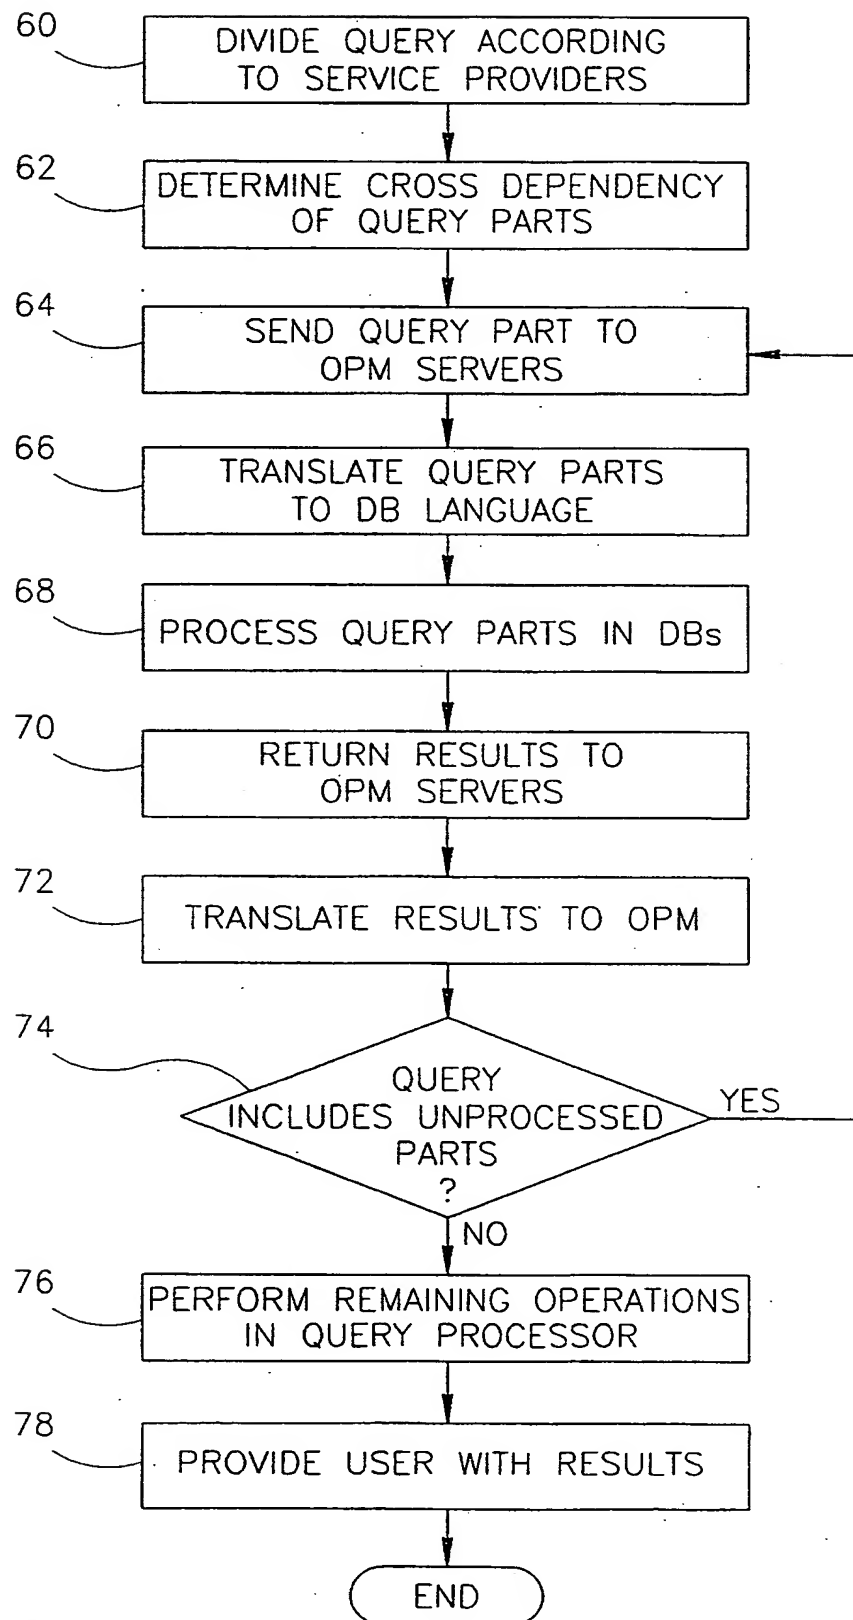 60
DIVIDE QUERY ACCORDING
TO SERVICE PROVIDERS
62
DETERMINE CROSS DEPENDENCY
OF QUERY PARTS
64
SEND QUERY PART TO
OPM SERVERS
66
TRANSLATE QUERY PARTS
TO DB LANGUAGE
68
PROCESS QUERY PARTS IN DBs
70
RETURN RESULTS TO
OPM SERVERS
72
TRANSLATE RESULTS TO OPM
74
QUERY
INCLUDES UNPROCESSED
PARTS
?
YES
NO
76
PERFORM REMAINING OPERATIONS
IN QUERY PROCESSOR
78
PROVIDE USER WITH RESULTS
END